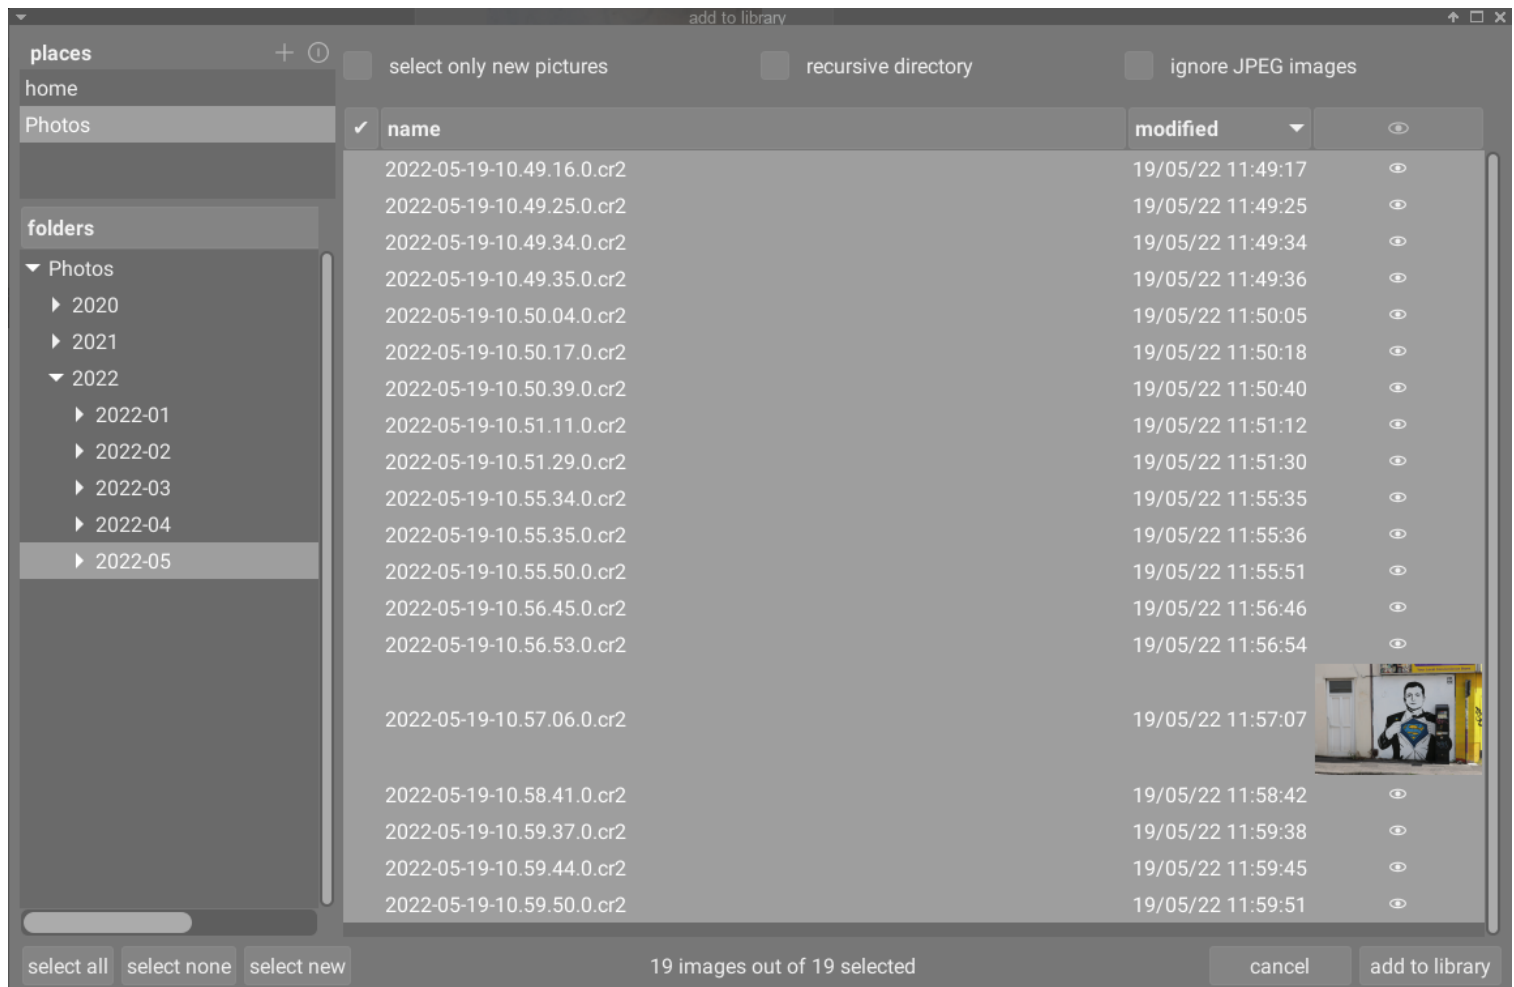 add to library
places
home
Photos
folders
Photos
2020
2021
2022
2022-01
2022-02
2022-03
2022-04
2022-05
select only new pictures recursive directory ignore JPEG images
✔ name modified
2022-05-19-10.49.16.0.cr2 19/05/22 11:49:17
2022-05-19-10.49.25.0.cr2 19/05/22 11:49:25
2022-05-19-10.49.34.0.cr2 19/05/22 11:49:34
2022-05-19-10.49.35.0.cr2 19/05/22 11:49:36
2022-05-19-10.50.04.0.cr2 19/05/22 11:50:05
2022-05-19-10.50.17.0.cr2 19/05/22 11:50:18
2022-05-19-10.50.39.0.cr2 19/05/22 11:50:40
2022-05-19-10.51.11.0.cr2 19/05/22 11:51:12
2022-05-19-10.51.29.0.cr2 19/05/22 11:51:30
2022-05-19-10.55.34.0.cr2 19/05/22 11:55:35
2022-05-19-10.55.35.0.cr2 19/05/22 11:55:36
2022-05-19-10.55.50.0.cr2 19/05/22 11:55:51
2022-05-19-10.56.45.0.cr2 19/05/22 11:56:46
2022-05-19-10.56.53.0.cr2 19/05/22 11:56:54
2022-05-19-10.57.06.0.cr2 19/05/22 11:57:07
2022-05-19-10.58.41.0.cr2 19/05/22 11:58:42
2022-05-19-10.59.37.0.cr2 19/05/22 11:59:38
2022-05-19-10.59.44.0.cr2 19/05/22 11:59:45
2022-05-19-10.59.50.0.cr2 19/05/22 11:59:51
select all select none select new 19 images out of 19 selected cancel add to library